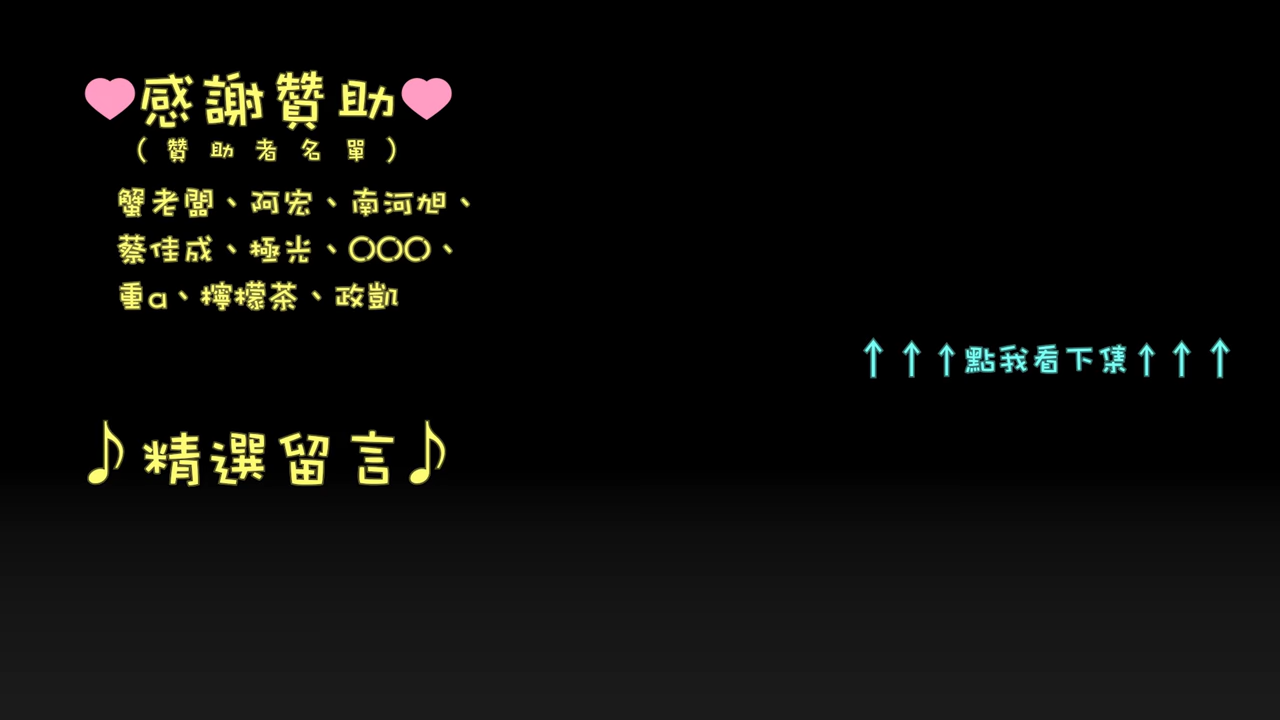 感謝贊助
（贊助者名單）
蟹老闆、阿宏、南河旭、
蔡佳成、極光、〇〇〇、
重a、檸檬茶、政凱
↑↑↑點我看下集↑↑↑
♪精選留言♪